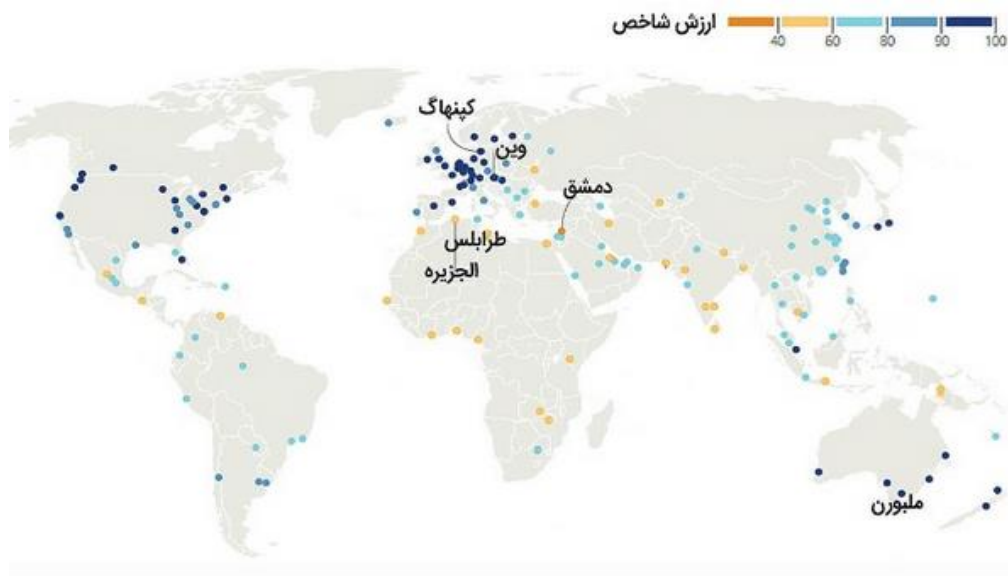 ارزش شاخص
40 60 80 90 100
کپنهاگ
وین
دمشق
طرابلس
الجزیره
ملبورن